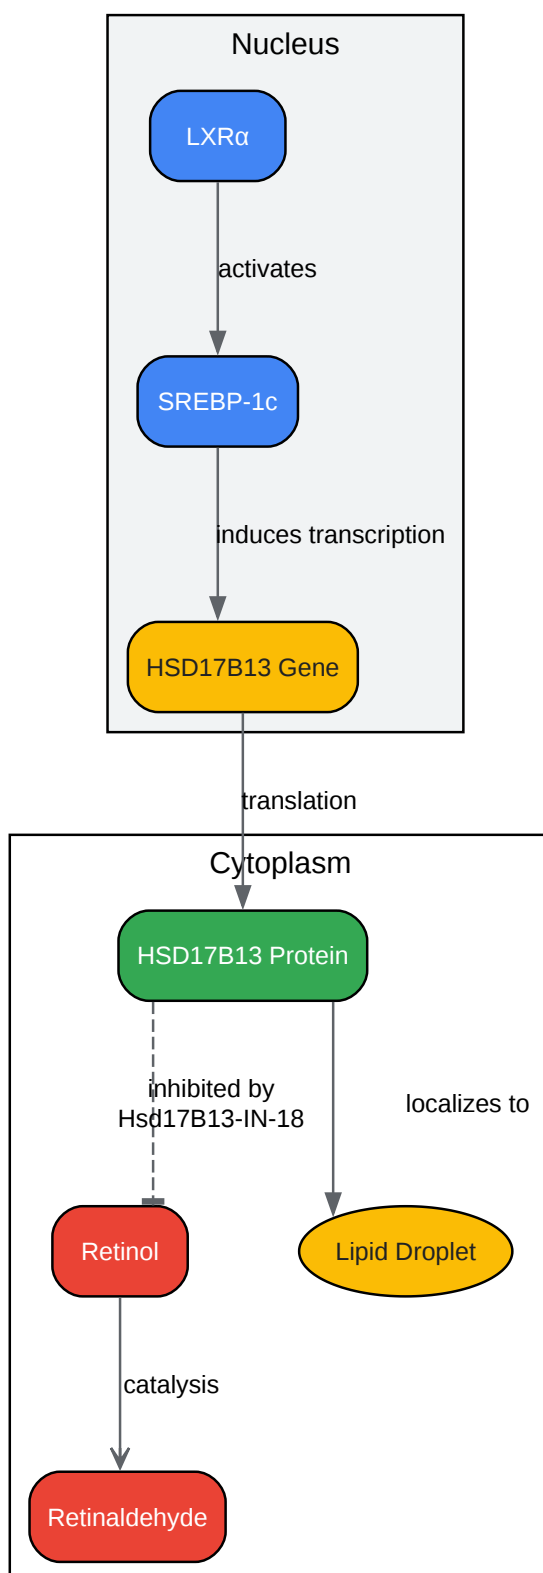 Nucleus
LXRα
activates
SREBP-1c
induces transcription
HSD17B13 Gene
translation
Cytoplasm
HSD17B13 Protein
inhibited by
Hsd17B13-IN-18
localizes to
Retinol
Lipid Droplet
catalysis
Retinaldehyde